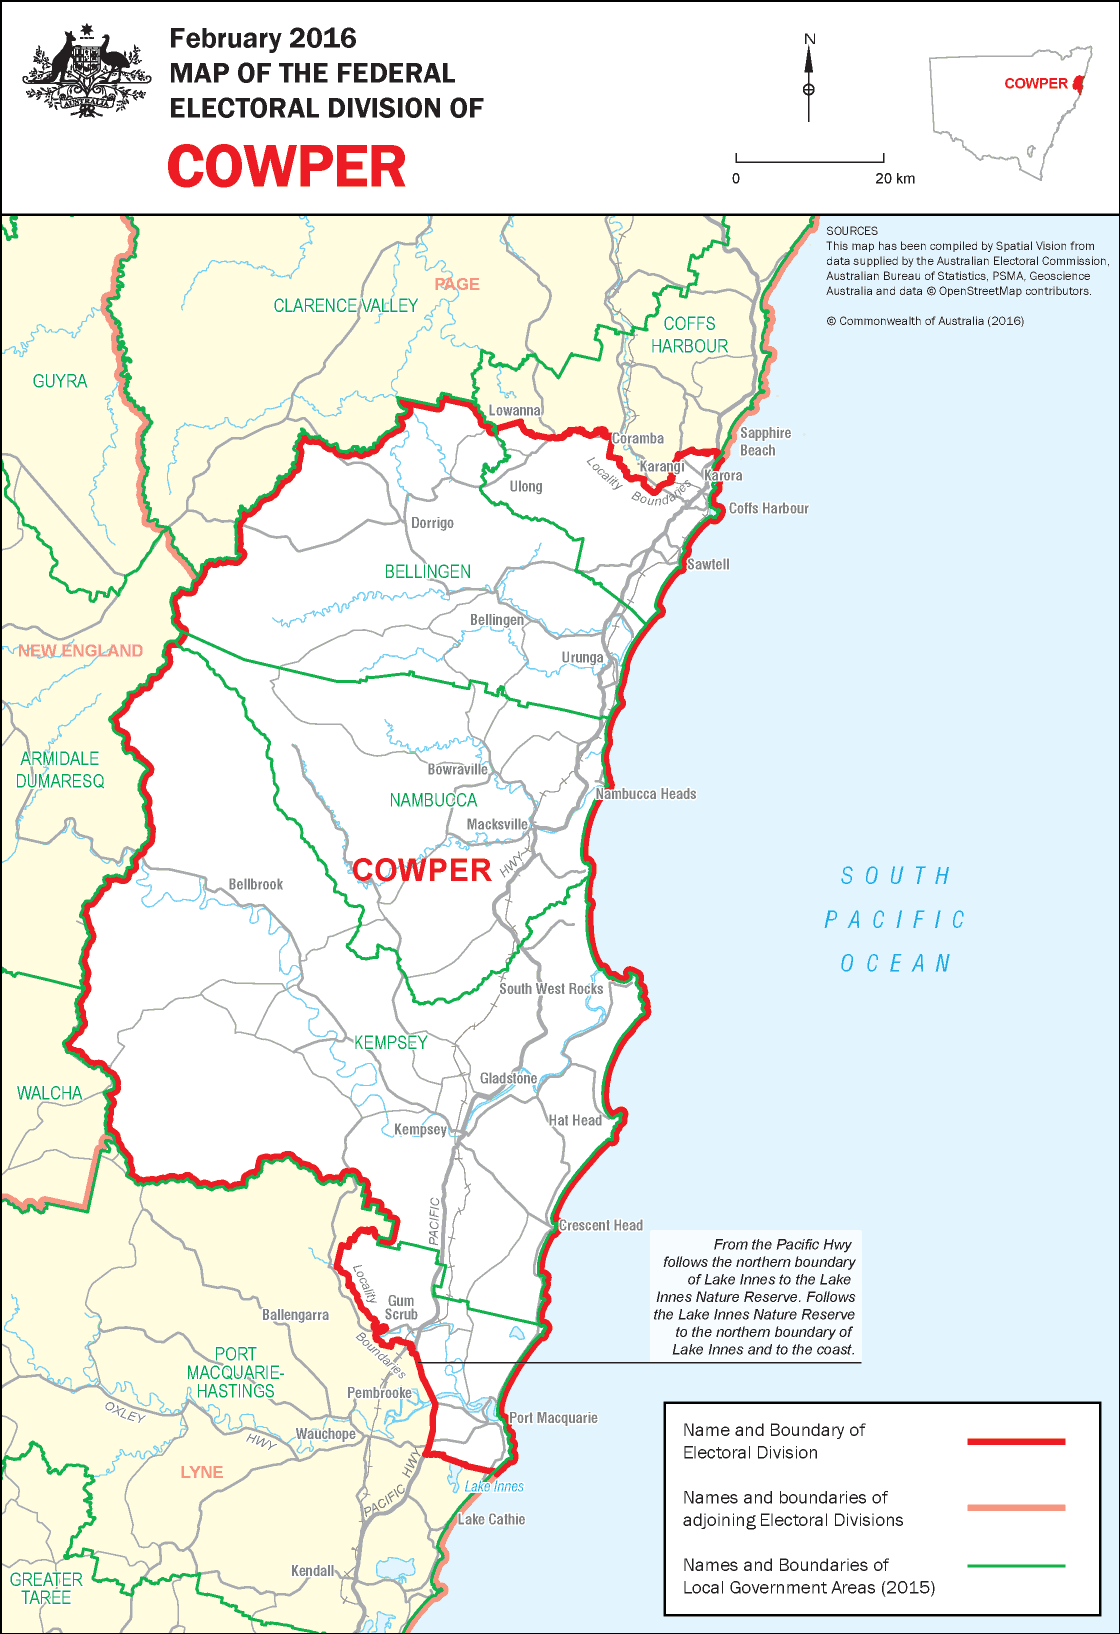 February 2016
MAP OF THE FEDERAL
ELECTORAL DIVISION OF
COWPER
AUSTRALIA
N
0
20 km
COWPER
SOURCES
This map has been compiled by Spatial Vision from
data supplied by the Australian Electoral Commission,
Australian Bureau of Statistics, PSMA, Geoscience
Australia and data © OpenStreetMap contributors.
© Commonwealth of Australia (2016)
PAGE
CLARENCE VALLEY
COFFS
HARBOUR
GUYRA
Lowanna
Coramba
Sapphire
Beach
Karangi
Locality
Boundaries
Karora
Ulong
Coffs Harbour
Dorrigo
Sawtell
BELLINGEN
Bellingen
NEW ENGLAND
Urunga
ARMIDALE
DUMARESQ
Bowraville
Nambucca Heads
NAMBUCCA
Macksville
COWPER
HWY
Bellbrook
SOUTH
PACIFIC
OCEAN
South West Rocks
KEMPSEY
Gladstone
WALCHA
Hat Head
Kempsey
PACIFIC
Crescent Head
From the Pacific Hwy
follows the northern boundary
of Lake Innes to the Lake
Innes Nature Reserve. Follows
the Lake Innes Nature Reserve
to the northern boundary of
Lake Innes and to the coast.
Locality
Boundaries
Gum
Scrub
Ballengarra
PORT
MACQUARIE-
HASTINGS
Pembrooke
OXLEY
HWY
Wauchope
Port Macquarie
LYNE
PACIFIC HWY
Lake Innes
Lake Cathie
Kendall
GREATER
TAREE
Name and Boundary of
Electoral Division
Names and boundaries of
adjoining Electoral Divisions
Names and Boundaries of
Local Government Areas (2015)